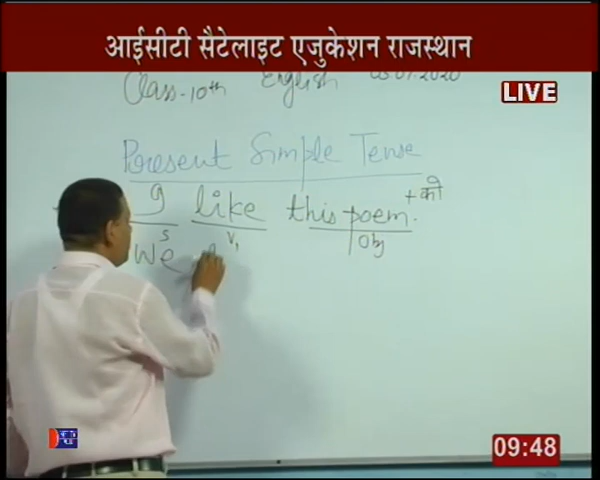 आईसीटी सैटेलाइट एजुकेशन राजस्थान
LIVE
Class-10th English
Present Simple Tense
I like this poem. + को
S V₁ Obj
We
09:48